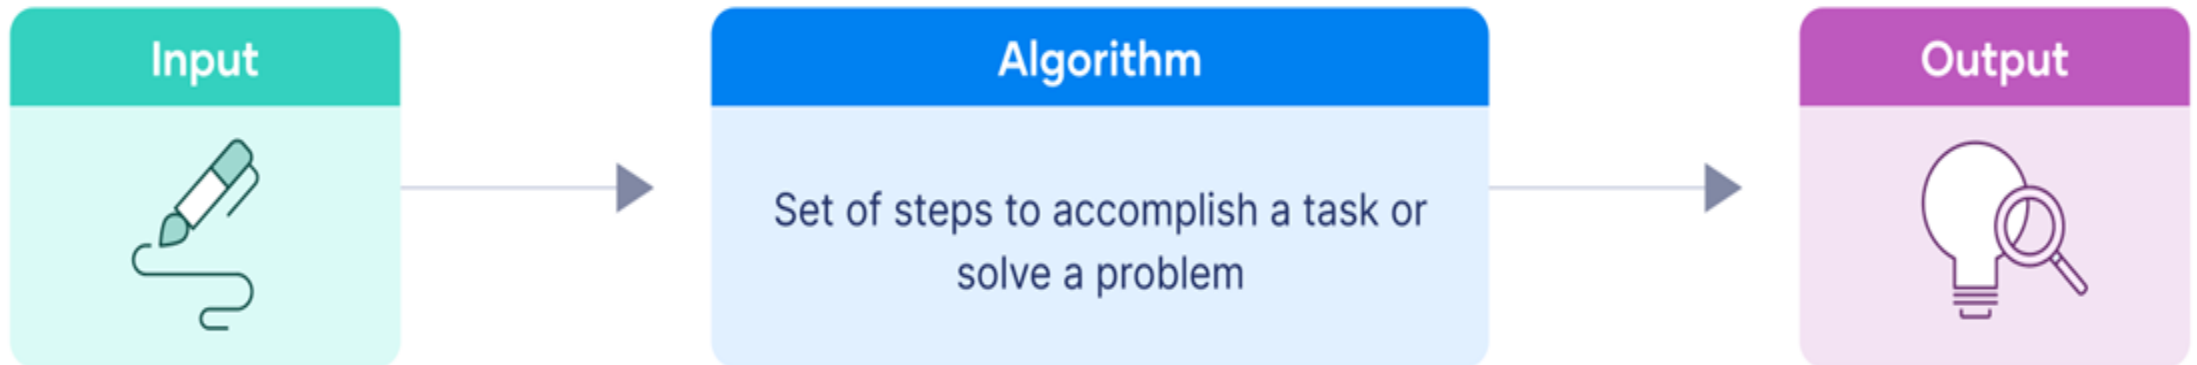 Input
Algorithm
Output
Set of steps to accomplish a task or
solve a problem